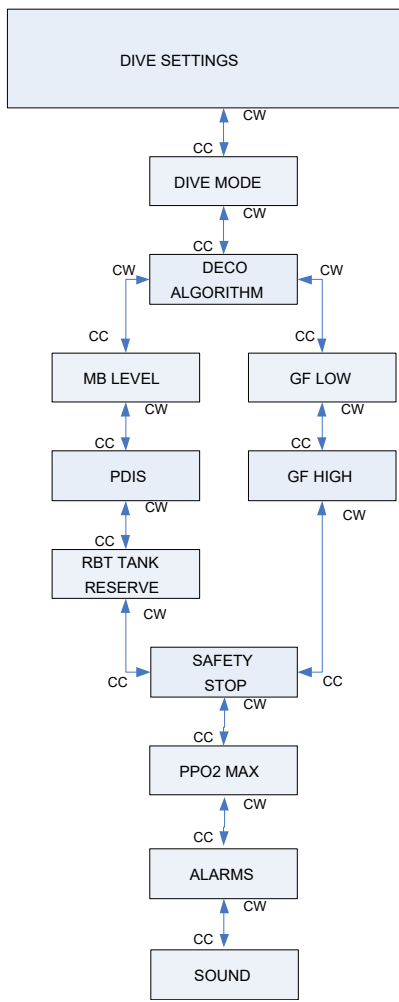 DIVE SETTINGS
CW
CC
DIVE MODE
CW
CC
DECO
ALGORITHM
CW
CW
CC
CC
MB LEVEL
GF LOW
CW
CW
CC
CC
PDIS
GF HIGH
CW
CW
CC
RBT TANK
RESERVE
CW
SAFETY
STOP
CC
CC
CW
CC
PPO2 MAX
CW
CC
ALARMS
CW
CC
SOUND